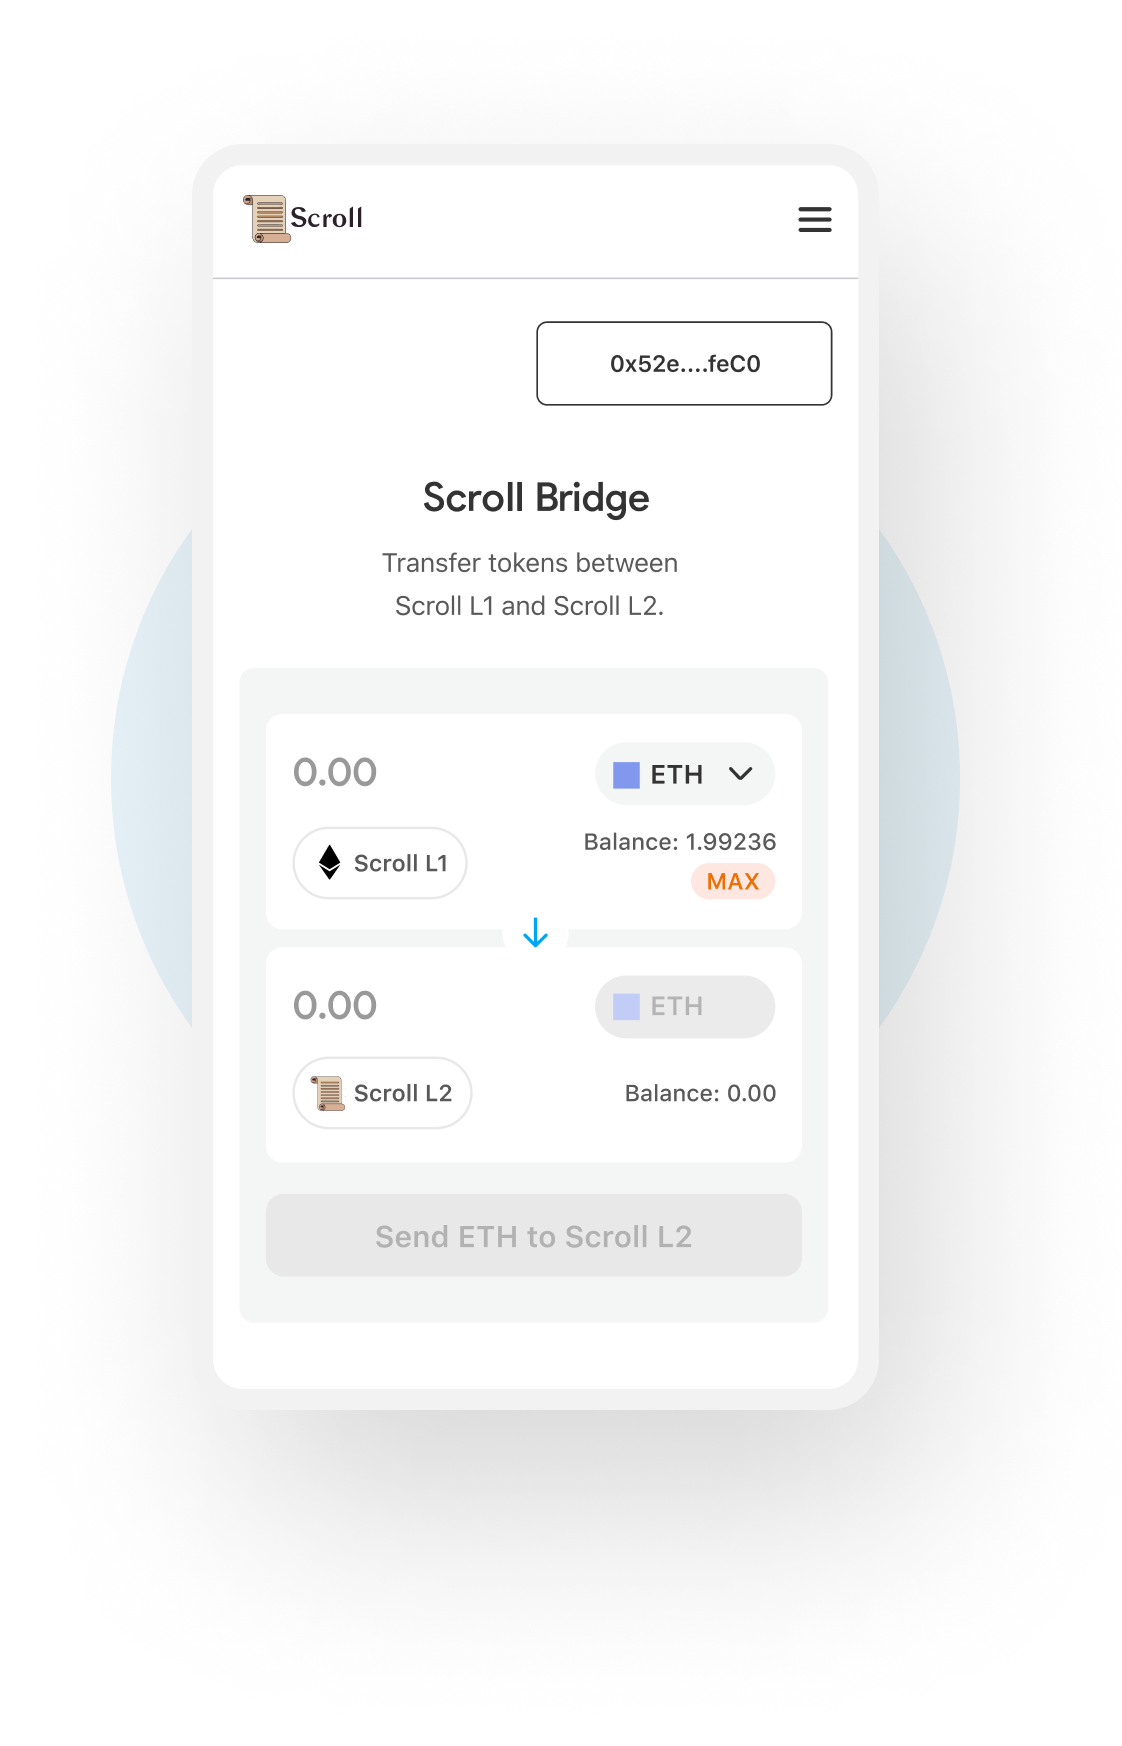 Scroll
0x52e....feC0
Scroll Bridge
Transfer tokens between
Scroll L1 and Scroll L2.
0.00
ETH
Scroll L1
Balance: 1.99236
MAX
0.00
ETH
Scroll L2
Balance: 0.00
Send ETH to Scroll L2